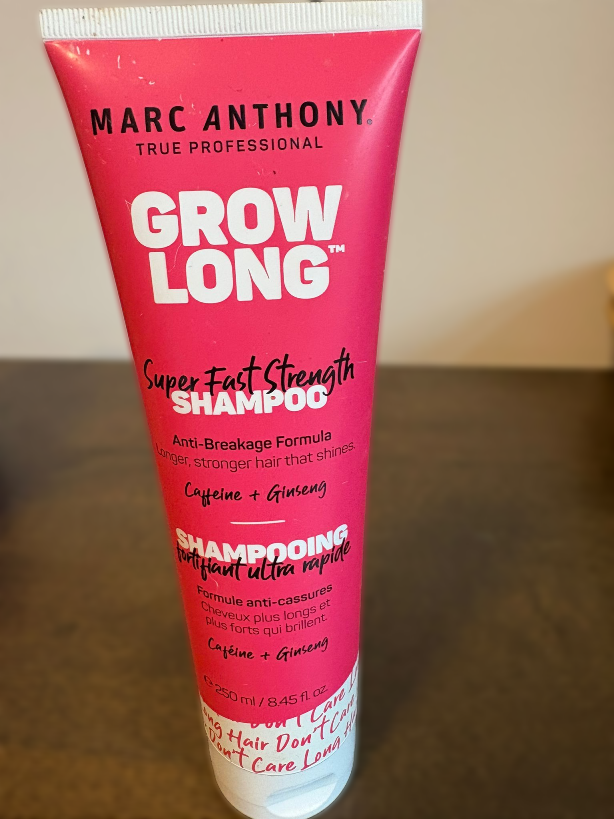 MARC ANTHONY®
TRUE PROFESSIONAL
GROW
LONG™
Super Fast Strength
SHAMPOO
Anti-Breakage Formula
Longer, stronger hair that shines.
Caffeine + Ginseng
SHAMPOOING
fortifiant ultra rapide
Formule anti-cassures
Cheveux plus longs et
plus forts qui brillent.
Caféine + Ginseng
℮ 250 ml / 8.45 fl. oz.
Don't Care
Hair Don't Care
Don't Care Long